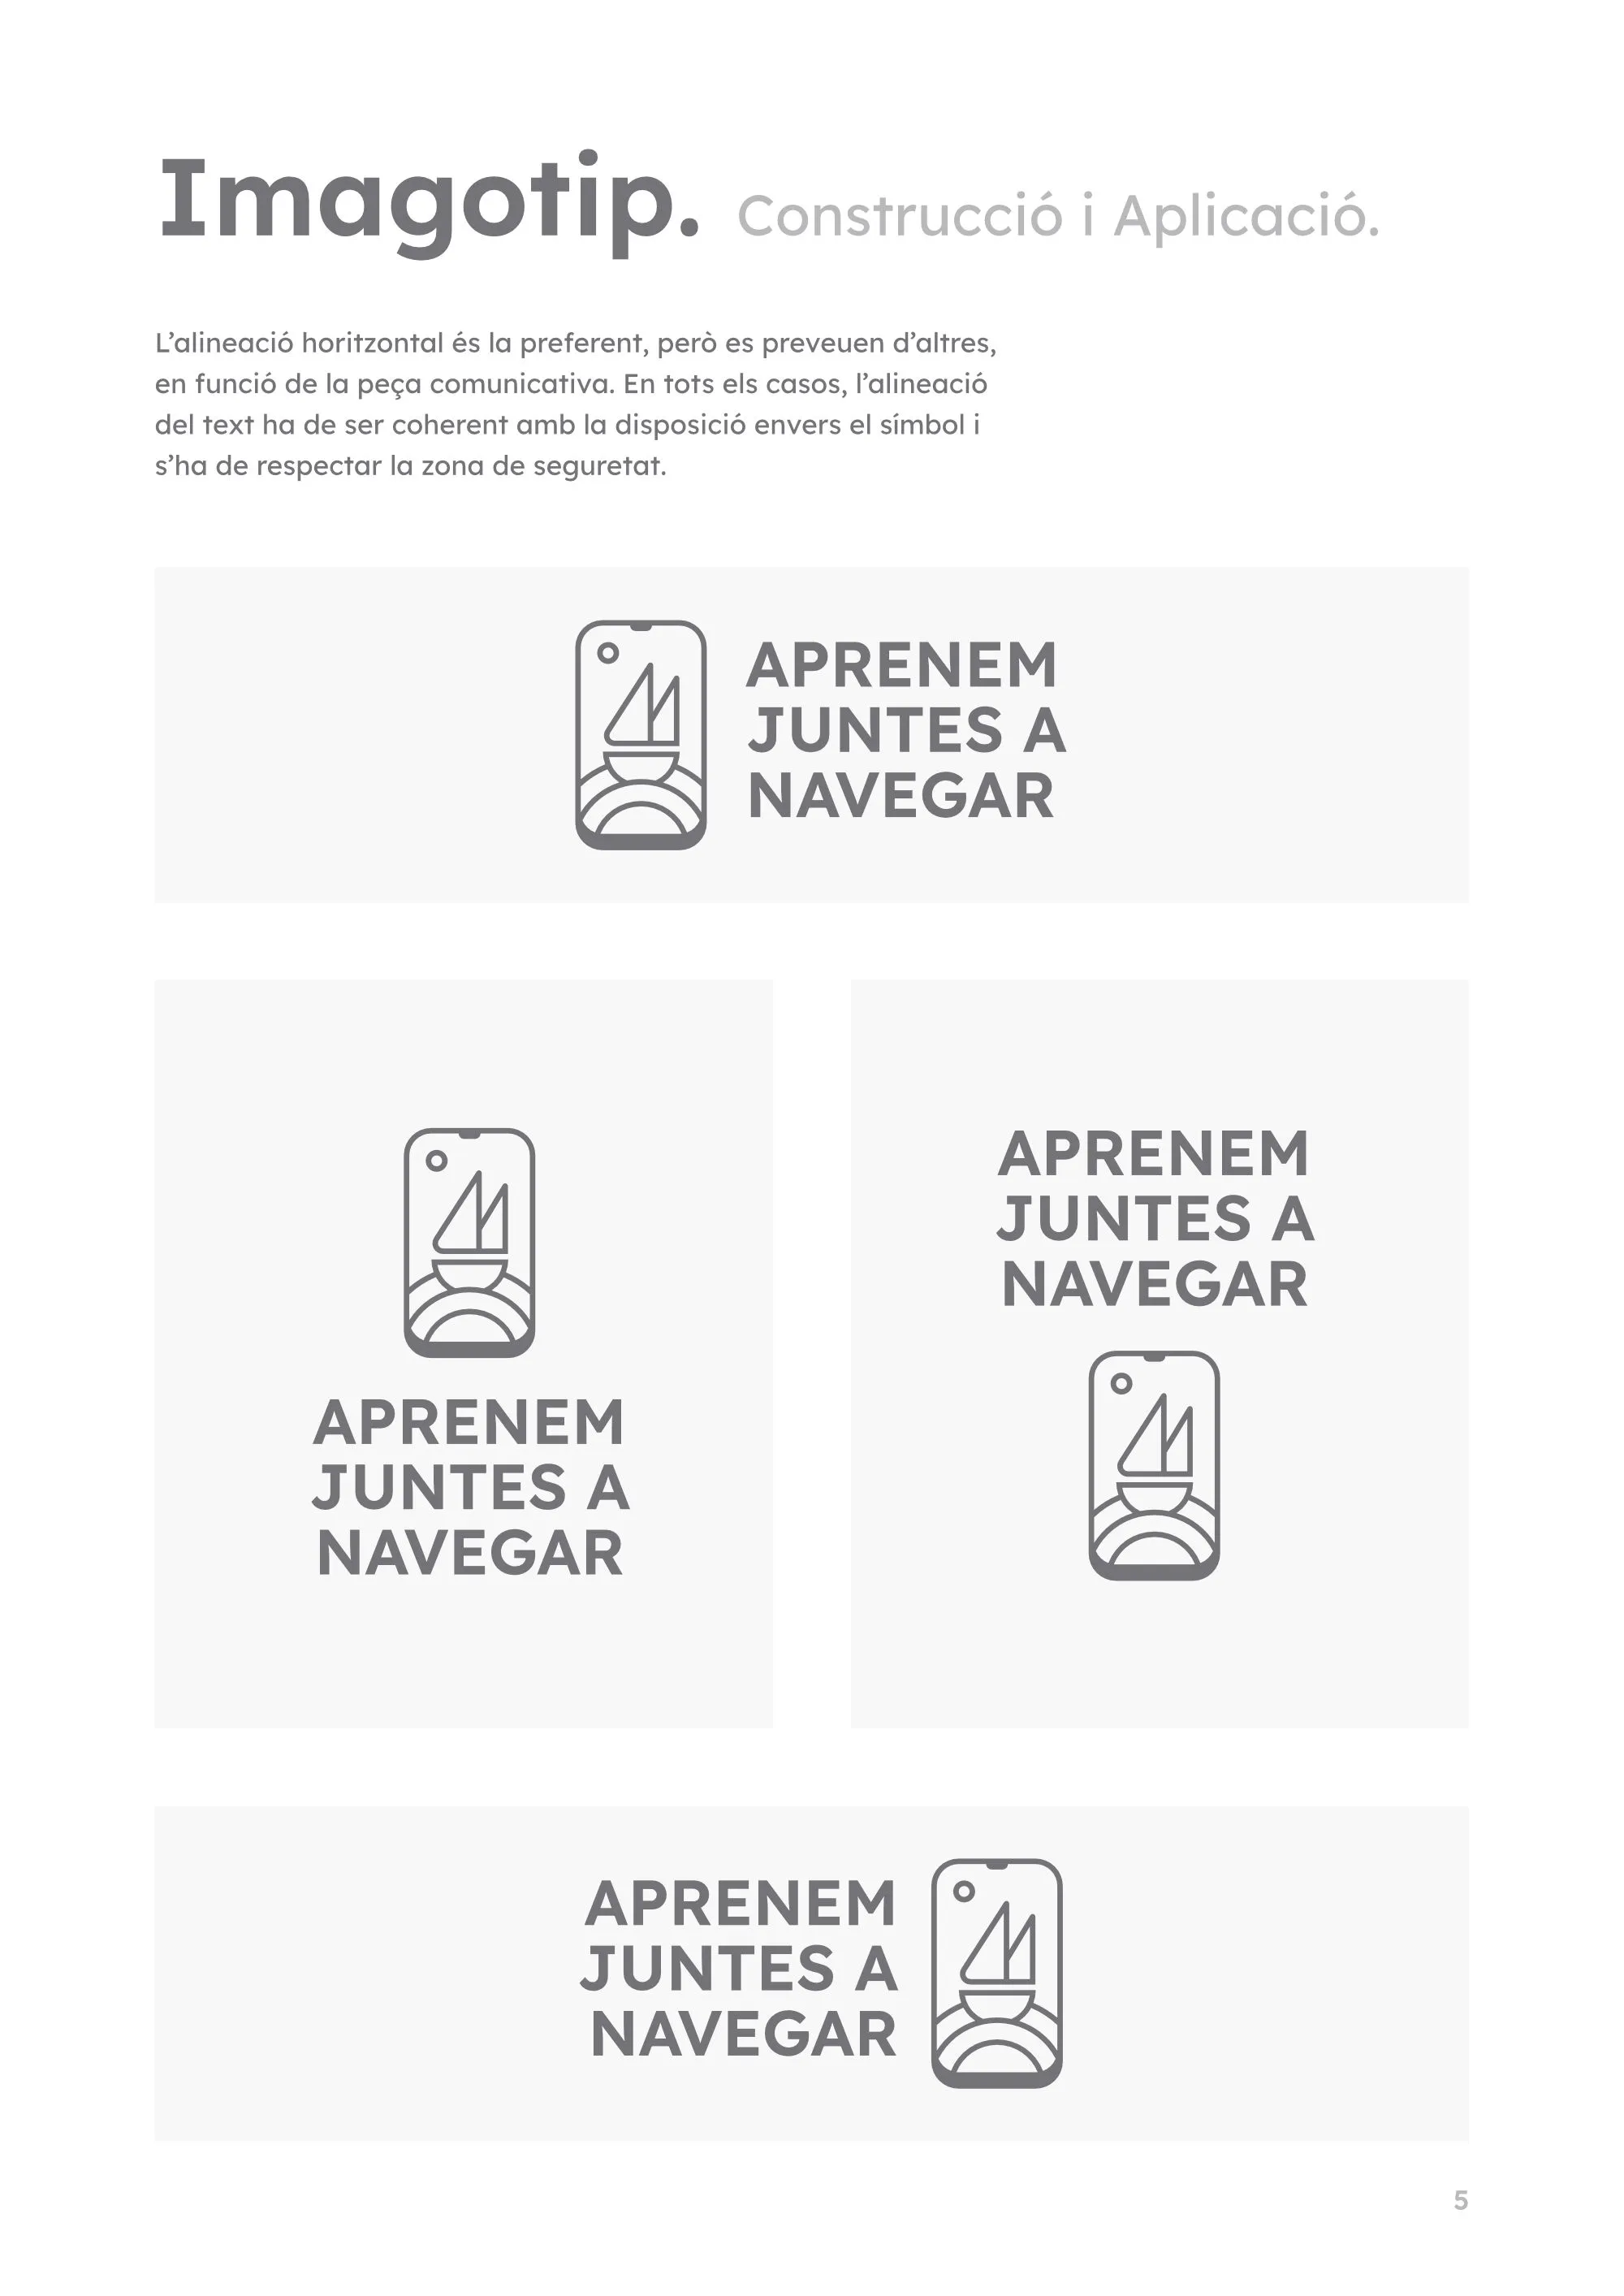 Imagotip. Construcció i Aplicació.
L’alineació horitzontal és la preferent, però es preveuen d’altres,
en funció de la peça comunicativa. En tots els casos, l’alineació
del text ha de ser coherent amb la disposició envers el símbol i
s’ha de respectar la zona de seguretat.
APRENEM
JUNTES A
NAVEGAR
APRENEM
JUNTES A
NAVEGAR
APRENEM
JUNTES A
NAVEGAR
APRENEM
JUNTES A
NAVEGAR
5